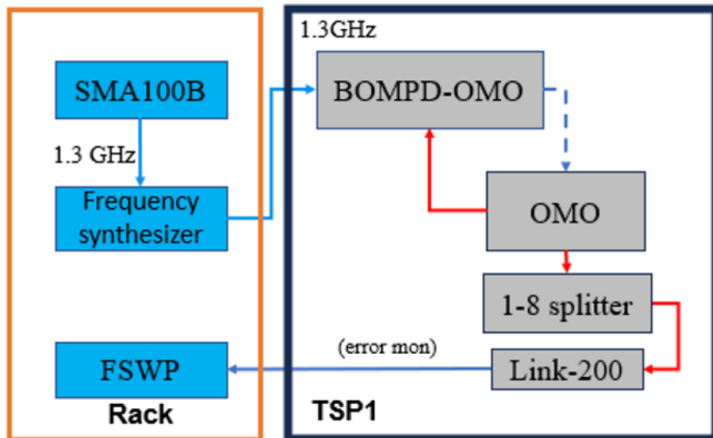 1.3GHz
SMA100B
BOMPD-OMO
1.3 GHz
Frequency
synthesizer
OMO
1-8 splitter
(error mon)
FSWP
Link-200
Rack
TSP1